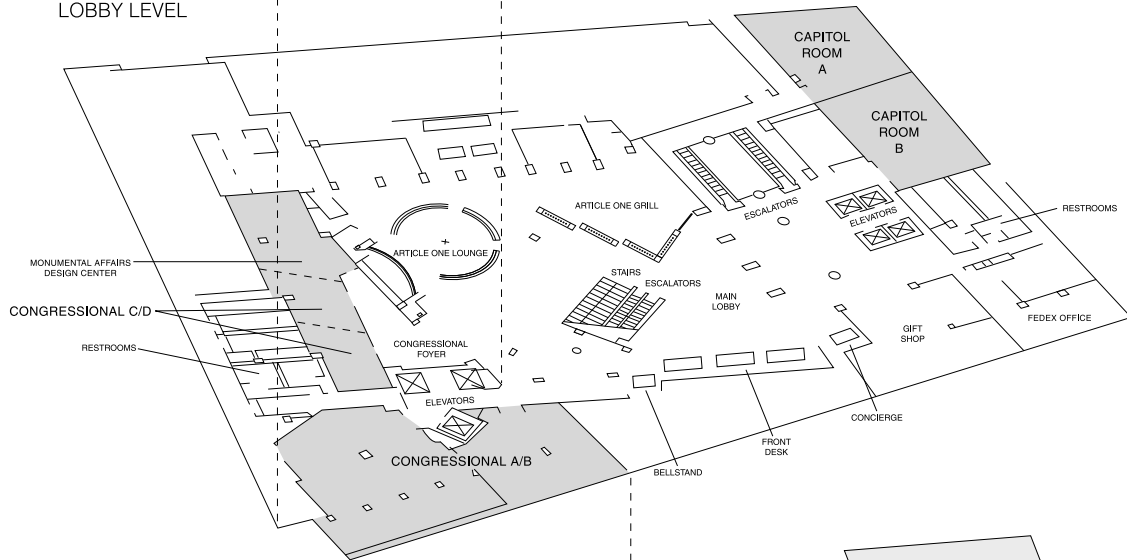 LOBBY LEVEL
CAPITOL
ROOM
A
CAPITOL
ROOM
B
ARTICLE ONE GRILL
ESCALATORS
ELEVATORS
RESTROOMS
ARTICLE ONE LOUNGE
MONUMENTAL AFFAIRS
DESIGN CENTER
STAIRS
ESCALATORS
MAIN
LOBBY
CONGRESSIONAL C/D
FEDEX OFFICE
GIFT
SHOP
RESTROOMS
CONGRESSIONAL
FOYER
ELEVATORS
CONCIERGE
FRONT
DESK
CONGRESSIONAL A/B
BELLSTAND